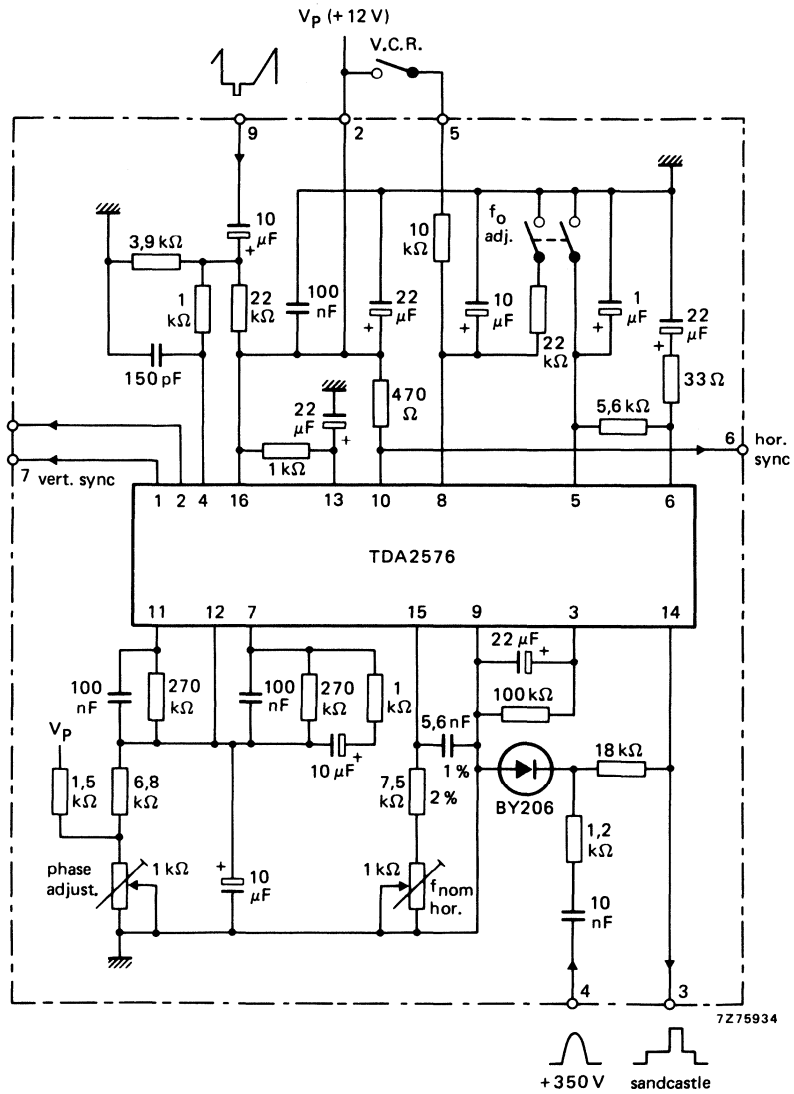 Vp (+ 12 V)
V.C.R.
9
2
5
10
µF
+
3,9 kΩ
1
kΩ
22
kΩ
100
nF
22
µF
+
10
kΩ
10
µF
+
fo
adj.
22
kΩ
1
µF
+
22
µF
+
33 Ω
150 pF
22
µF
+
1 kΩ
470
Ω
5,6 kΩ
6
hor.
sync
7 vert. sync
1 2 4 16 13 10 8 5 6
TDA2576
11 12 7 15 9 3 14
100
nF
270
kΩ
100
nF
270
kΩ
1
kΩ
10 µF +
22 µF +
100 kΩ
5,6 nF
1 %
Vp
1,5
kΩ
6,8
kΩ
7,5
kΩ
2 %
BY206
18 kΩ
1,2
kΩ
phase
adjust.
1 kΩ
+
10
µF
1 kΩ
fnom
hor.
10
nF
4
3
7Z75934
+ 350 V
sandcastle